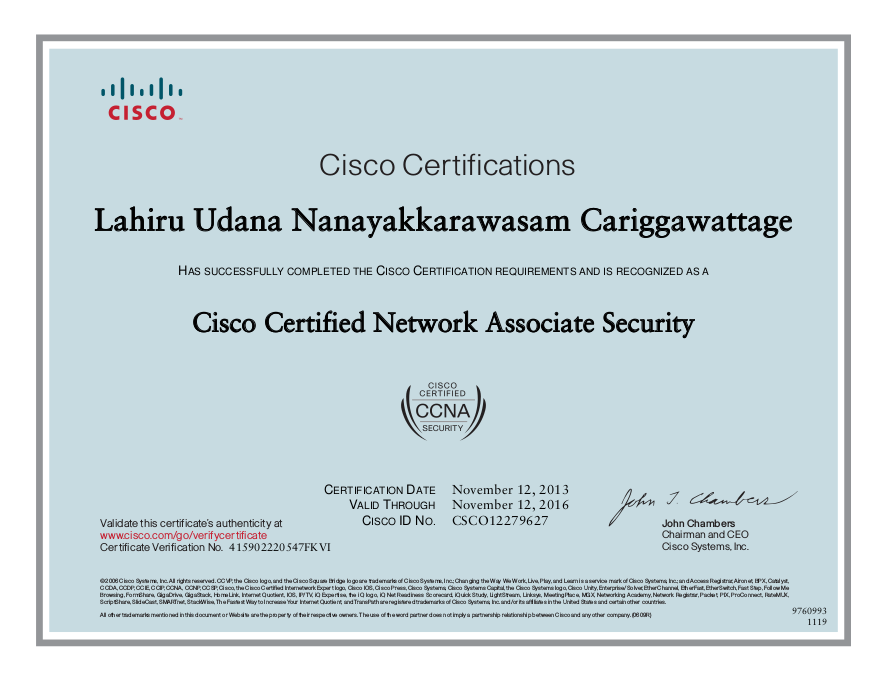 CISCO
Cisco Certifications
Lahiru Udana Nanayakkarawasam Cariggawattage
HAS SUCCESSFULLY COMPLETED THE CISCO CERTIFICATION REQUIREMENTS AND IS RECOGNIZED AS A
Cisco Certified Network Associate Security
CISCO
CERTIFIED
CCNA
SECURITY
CERTIFICATION DATE November 12, 2013
VALID THROUGH November 12, 2016
CISCO ID NO. CSCO12279627
Validate this certificate's authenticity at
www.cisco.com/go/verifycertificate
Certificate Verification No. 415902220547FKVI
John T. Chambers
John Chambers
Chairman and CEO
Cisco Systems, Inc.
©2006 Cisco Systems, Inc. All rights reserved. CCVP, the Cisco logo, and the Cisco Square Bridge logo are trademarks of Cisco Systems, Inc.; Changing the Way We Work, Live, Play, and Learn is a service mark of Cisco Systems, Inc.; and Access Registrar, Aironet, BPX, Catalyst,
CCDA, CCDP, CCIE, CCIP, CCNA, CCNP, CCSP, Cisco, the Cisco Certified Internetwork Expert logo, Cisco IOS, Cisco Press, Cisco Systems, Cisco Systems Capital, the Cisco Systems logo, Cisco Unity, Enterprise/Solver, EtherChannel, EtherFast, EtherSwitch, Fast Step, Follow Me
Browsing, FormShare, GigaDrive, GigaStack, HomeLink, Internet Quotient, IOS, IP/TV, iQ Expertise, the iQ logo, iQ Net Readiness Scorecard, iQuick Study, LightStream, Linksys, MeetingPlace, MGX, Networking Academy, Network Registrar, Packet, PIX, ProConnect, RateMUX,
ScriptShare, SlideCast, SMARTnet, StackWise, The Fastest Way to Increase Your Internet Quotient, and TransPath are registered trademarks of Cisco Systems, Inc. and/or its affiliates in the United States and certain other countries.
All other trademarks mentioned in this document or Website are the property of their respective owners. The use of the word partner does not imply a partnership relationship between Cisco and any other company. (0609R)
9760993
1119